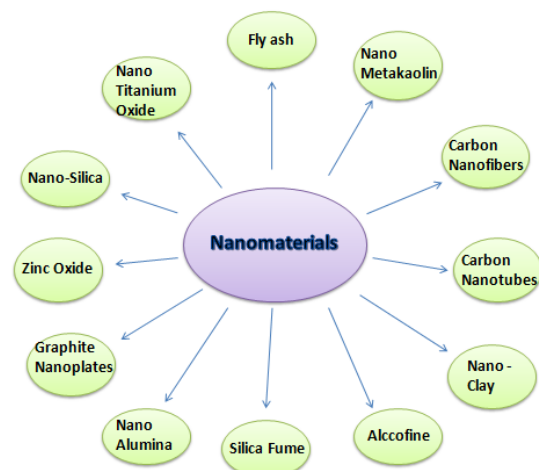 Fly ash
Nano
Metakaolin
Carbon
Nanofibers
Carbon
Nanotubes
Nano -
Clay
Alccofine
Silica Fume
Nano
Alumina
Graphite
Nanoplates
Zinc Oxide
Nano-Silica
Nano
Titanium
Oxide
Nanomaterials